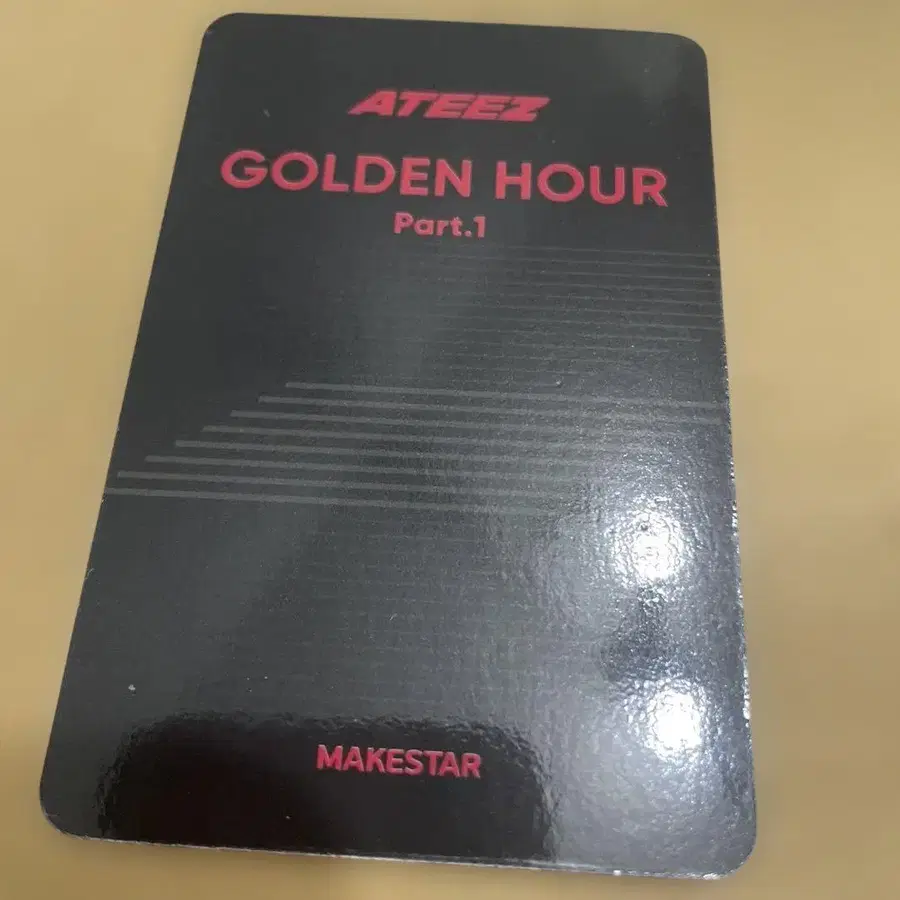 ATEEZ
GOLDEN HOUR
Part.1
MAKESTAR